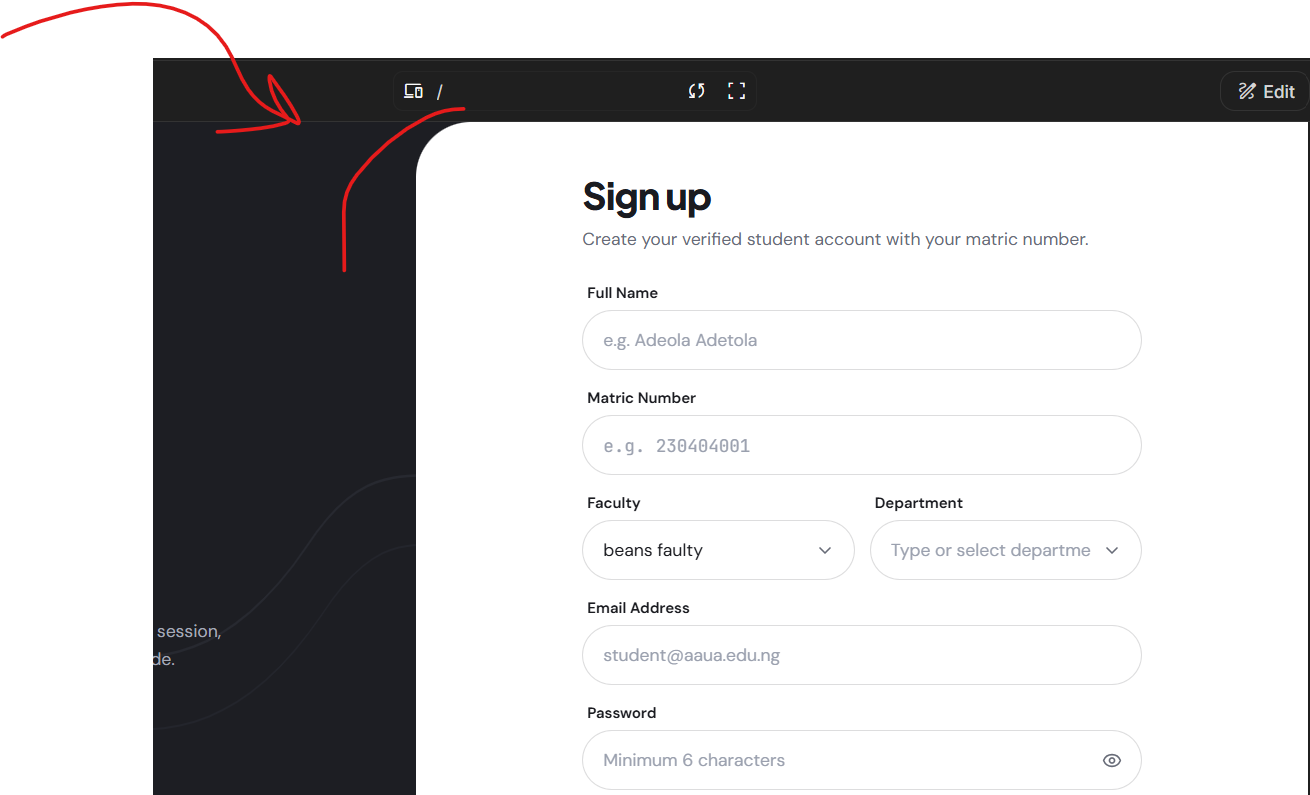 /
Edit
Sign up
Create your verified student account with your matric number.
Full Name
e.g. Adeola Adetola
Matric Number
e.g. 230404001
Faculty Department
beans faulty Type or select departme
Email Address
student@aaua.edu.ng
session,
de.
Password
Minimum 6 characters